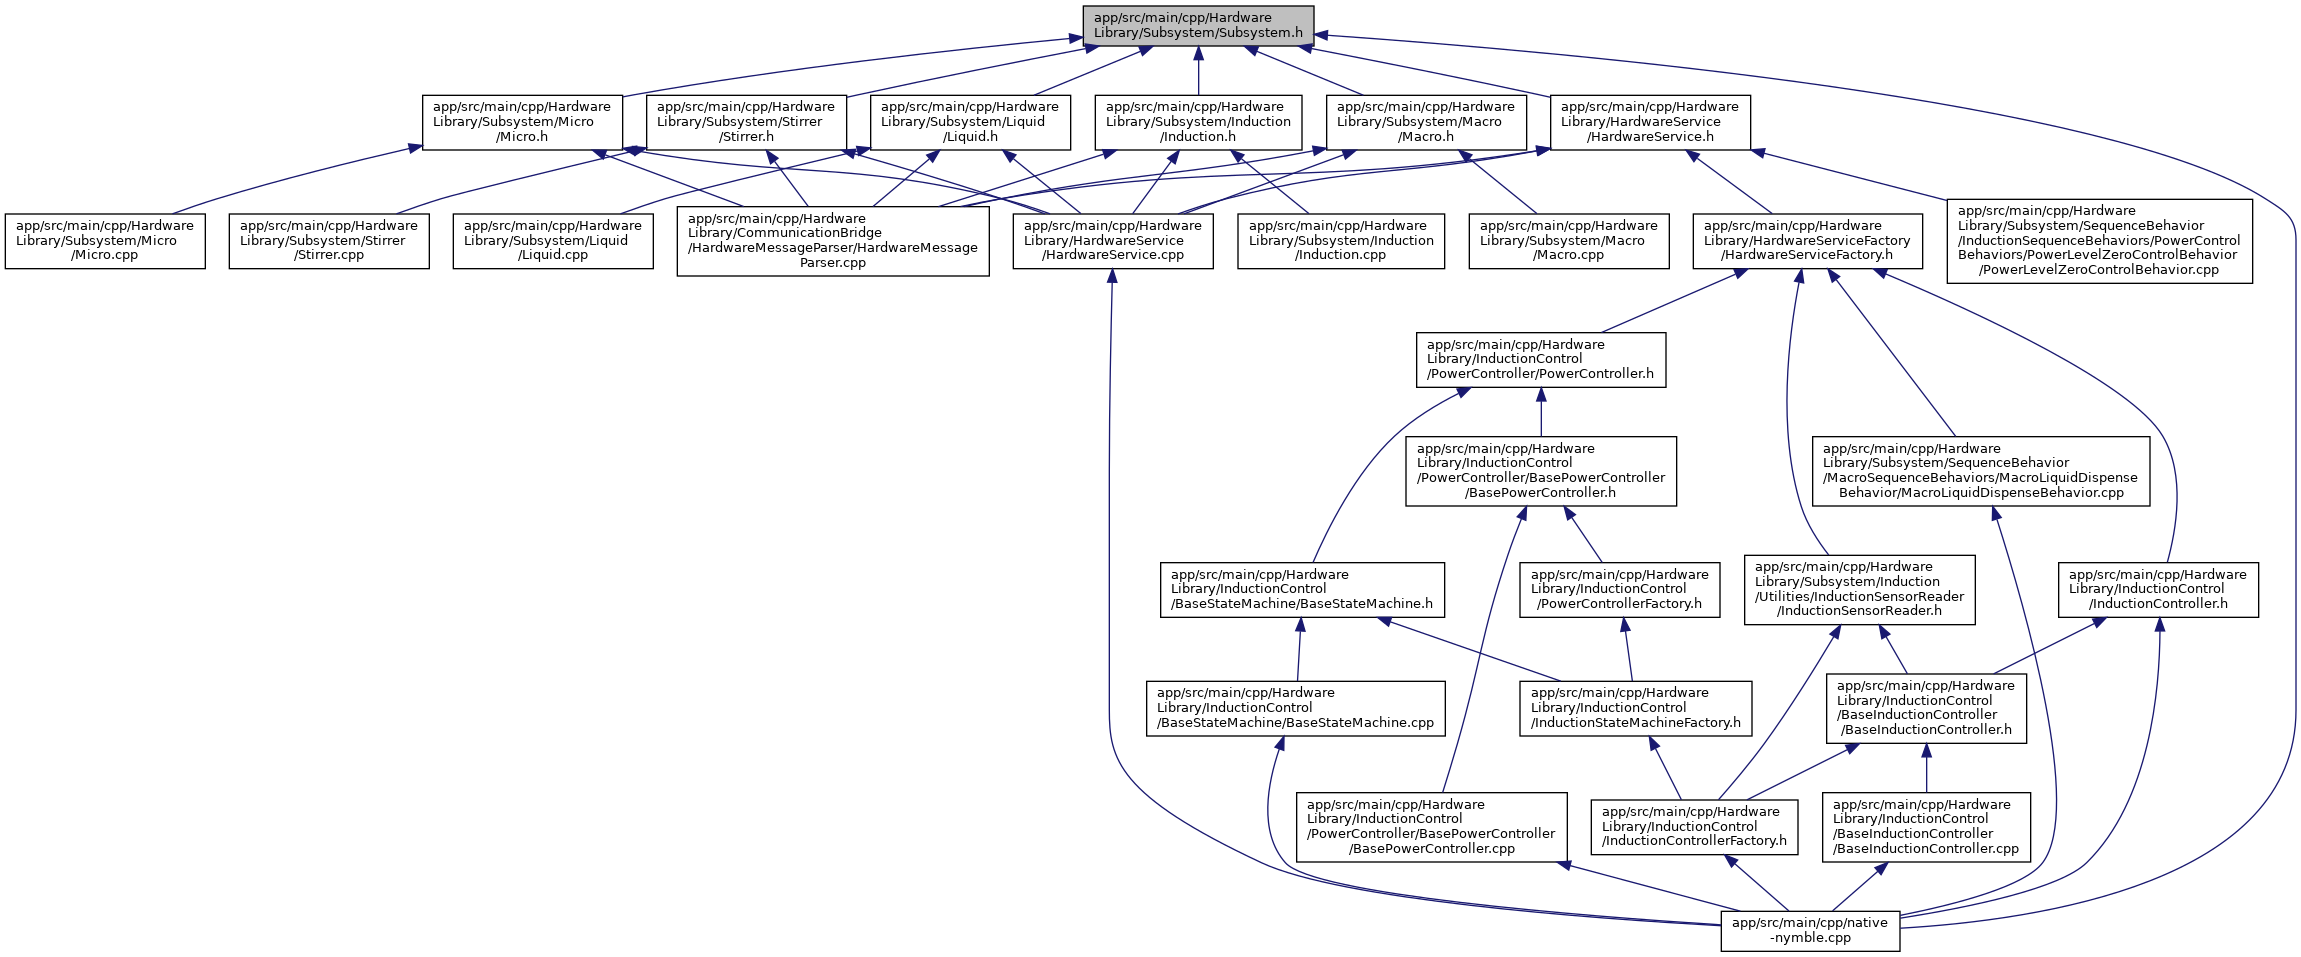 app/src/main/cpp/Hardware
Library/Subsystem/Subsystem.h
app/src/main/cpp/Hardware
Library/Subsystem/Micro
/Micro.h
app/src/main/cpp/Hardware
Library/Subsystem/Stirrer
/Stirrer.h
app/src/main/cpp/Hardware
Library/Subsystem/Liquid
/Liquid.h
app/src/main/cpp/Hardware
Library/Subsystem/Induction
/Induction.h
app/src/main/cpp/Hardware
Library/Subsystem/Macro
/Macro.h
app/src/main/cpp/Hardware
Library/HardwareService
/HardwareService.h
app/src/main/cpp/Hardware
Library/Subsystem/Micro
/Micro.cpp
app/src/main/cpp/Hardware
Library/Subsystem/Stirrer
/Stirrer.cpp
app/src/main/cpp/Hardware
Library/Subsystem/Liquid
/Liquid.cpp
app/src/main/cpp/Hardware
Library/CommunicationBridge
/HardwareMessageParser/HardwareMessage
Parser.cpp
app/src/main/cpp/Hardware
Library/HardwareService
/HardwareService.cpp
app/src/main/cpp/Hardware
Library/Subsystem/Induction
/Induction.cpp
app/src/main/cpp/Hardware
Library/Subsystem/Macro
/Macro.cpp
app/src/main/cpp/Hardware
Library/HardwareServiceFactory
/HardwareServiceFactory.h
app/src/main/cpp/Hardware
Library/Subsystem/SequenceBehavior
/InductionSequenceBehaviors/PowerControl
Behaviors/PowerLevelZeroControlBehavior
/PowerLevelZeroControlBehavior.cpp
app/src/main/cpp/Hardware
Library/InductionControl
/PowerController/PowerController.h
app/src/main/cpp/Hardware
Library/InductionControl
/PowerController/BasePowerController
/BasePowerController.h
app/src/main/cpp/Hardware
Library/Subsystem/SequenceBehavior
/MacroSequenceBehaviors/MacroLiquidDispense
Behavior/MacroLiquidDispenseBehavior.cpp
app/src/main/cpp/Hardware
Library/InductionControl
/BaseStateMachine/BaseStateMachine.h
app/src/main/cpp/Hardware
Library/InductionControl
/PowerControllerFactory.h
app/src/main/cpp/Hardware
Library/Subsystem/Induction
/Utilities/InductionSensorReader
/InductionSensorReader.h
app/src/main/cpp/Hardware
Library/InductionControl
/InductionController.h
app/src/main/cpp/Hardware
Library/InductionControl
/BaseStateMachine/BaseStateMachine.cpp
app/src/main/cpp/Hardware
Library/InductionControl
/InductionStateMachineFactory.h
app/src/main/cpp/Hardware
Library/InductionControl
/BaseInductionController
/BaseInductionController.h
app/src/main/cpp/Hardware
Library/InductionControl
/PowerController/BasePowerController
/BasePowerController.cpp
app/src/main/cpp/Hardware
Library/InductionControl
/InductionControllerFactory.h
app/src/main/cpp/Hardware
Library/InductionControl
/BaseInductionController
/BaseInductionController.cpp
app/src/main/cpp/native
-nymble.cpp